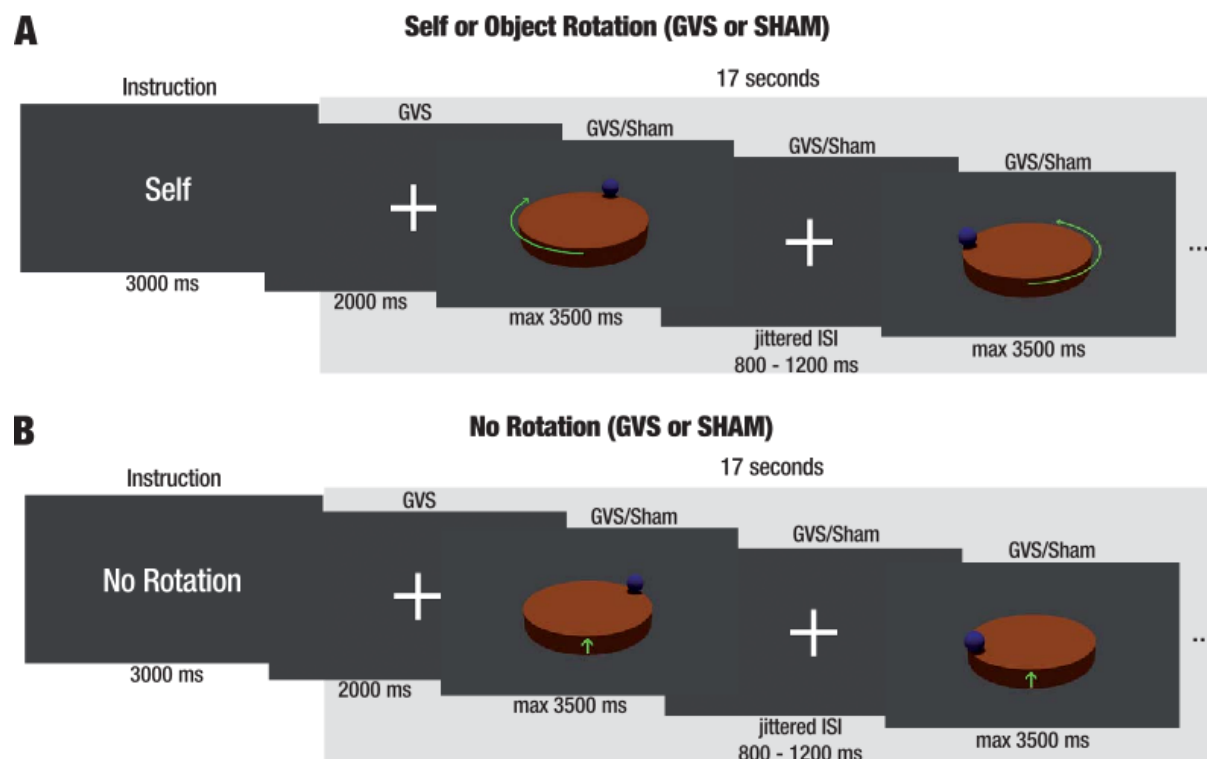 A
Self or Object Rotation (GVS or SHAM)
17 seconds
Instruction
GVS
GVS/Sham
GVS/Sham
GVS/Sham
Self
...
3000 ms
2000 ms
max 3500 ms
jittered ISI
800 - 1200 ms
max 3500 ms
B
No Rotation (GVS or SHAM)
17 seconds
Instruction
GVS
GVS/Sham
GVS/Sham
GVS/Sham
No Rotation
..
3000 ms
2000 ms
max 3500 ms
jittered ISI
800 - 1200 ms
max 3500 ms